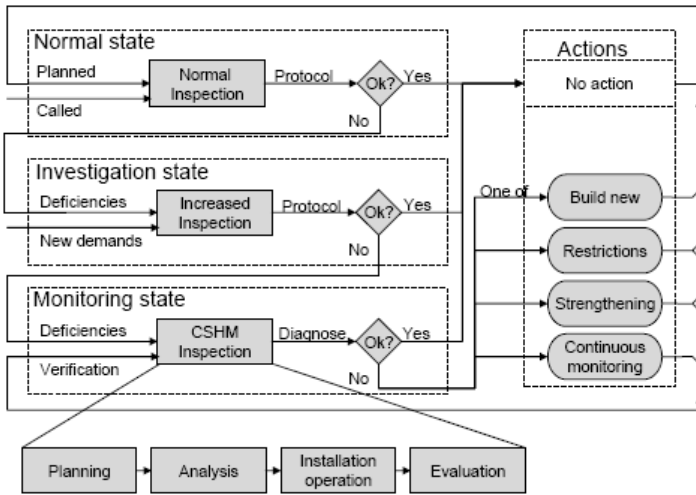 Normal state
Planned
Called
Normal
Inspection
Protocol
Ok?
Yes
No
Investigation state
Deficiencies
New demands
Increased
Inspection
Protocol
Ok?
Yes
No
Monitoring state
Deficiencies
Verification
CSHM
Inspection
Diagnose
Ok?
Yes
No
Actions
No action
One of
Build new
Restrictions
Strengthening
Continuous
monitoring
Planning
Analysis
Installation
operation
Evaluation